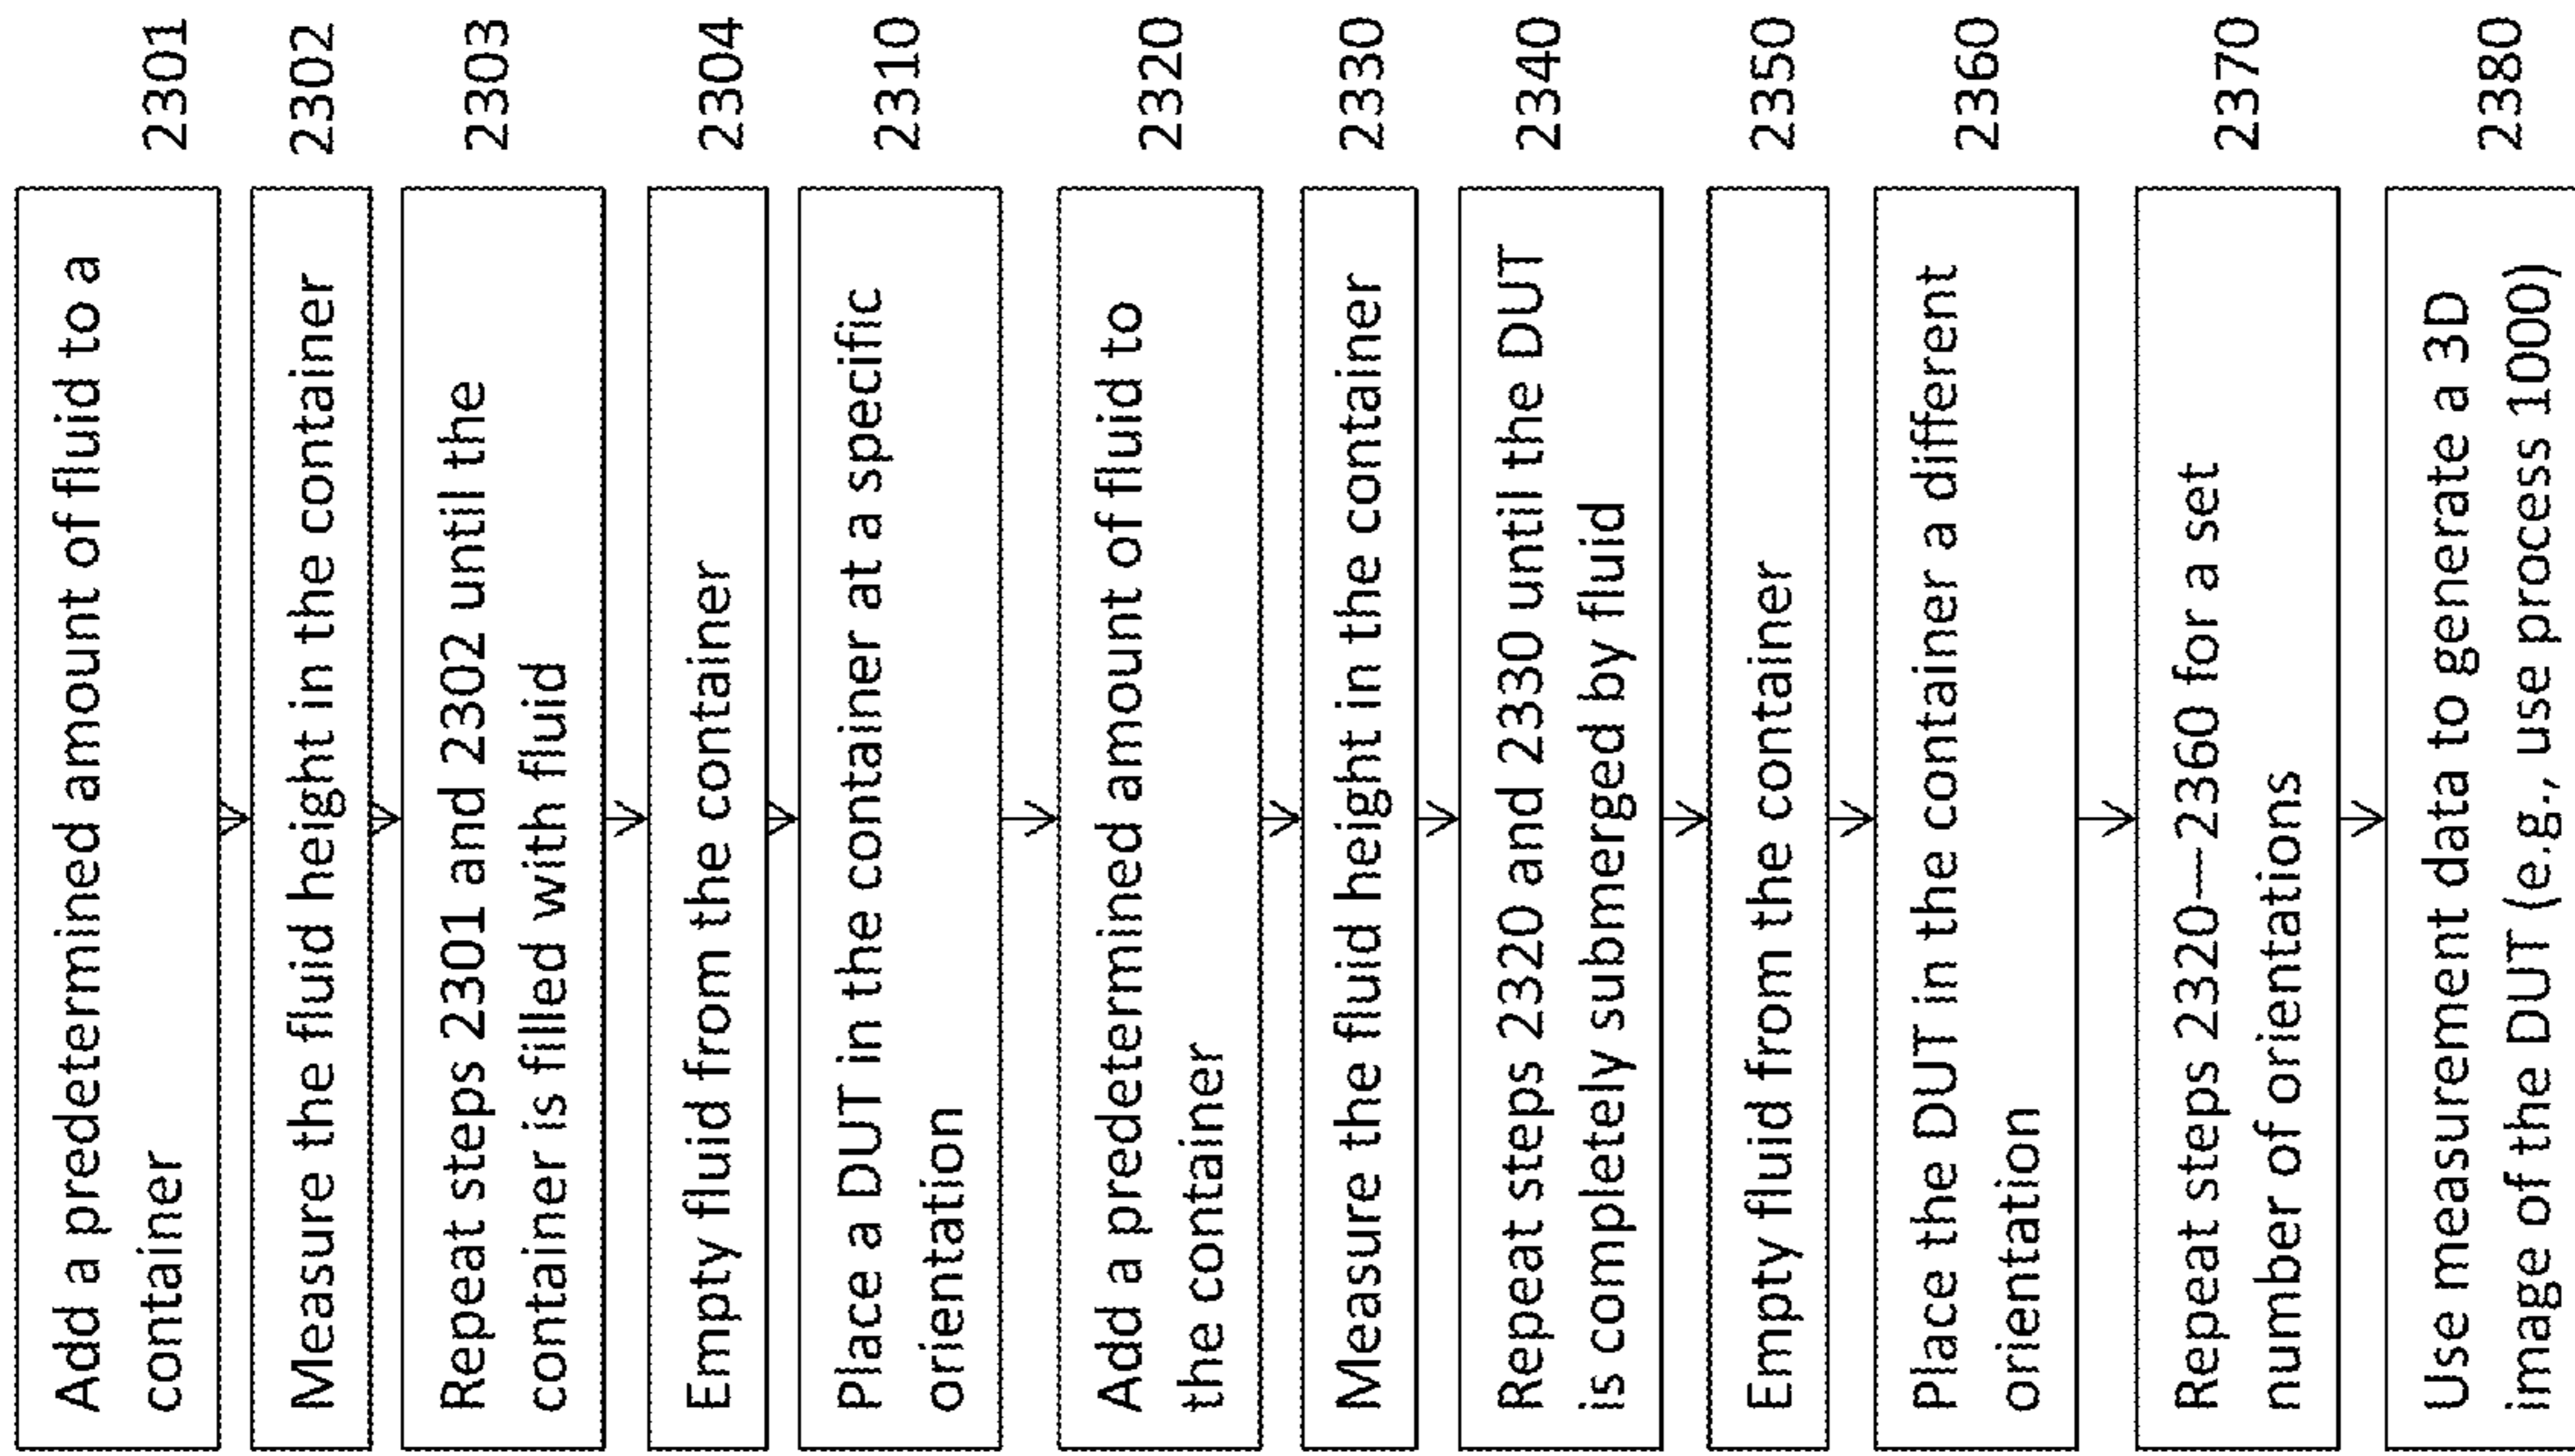 Add a predetermined amount of fluid to a
container
2301
Measure the fluid height in the container
2302
Repeat steps 2301 and 2302 until the
container is filled with fluid
2303
Empty fluid from the container
2304
Place a DUT in the container at a specific
orientation
2310
Add a predetermined amount of fluid to
the container
2320
Measure the fluid height in the container
2330
Repeat steps 2320 and 2330 until the DUT
is completely submerged by fluid
2340
Empty fluid from the container
2350
Place the DUT in the container a different
orientation
2360
Repeat steps 2320—2360 for a set
number of orientations
2370
Use measurement data to generate a 3D
image of the DUT (e.g., use process 1000)
2380